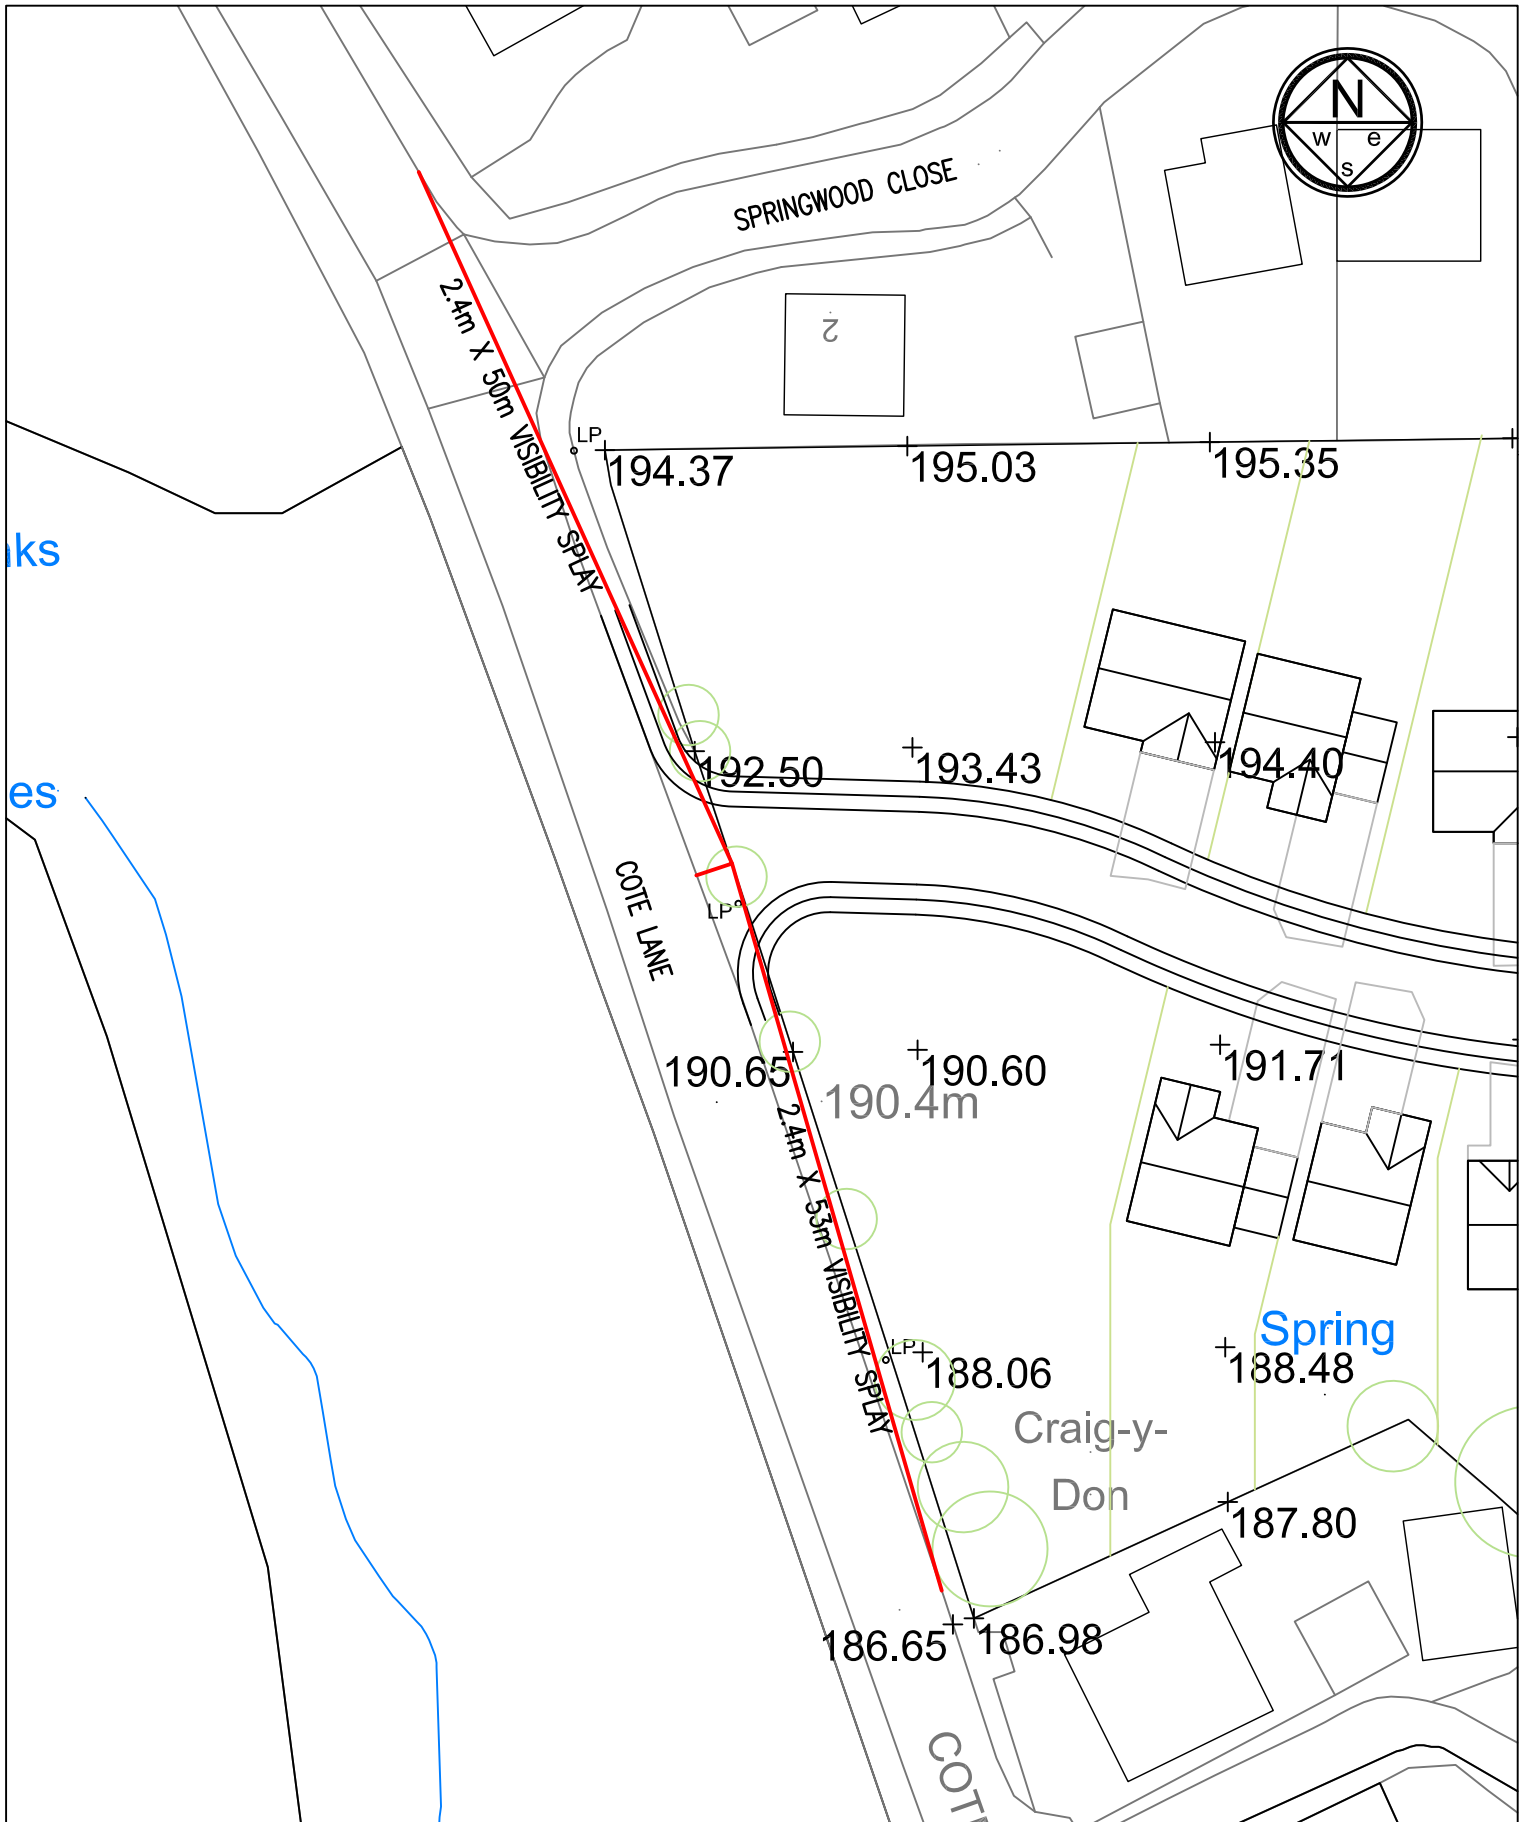 N
w e
s
SPRINGWOOD CLOSE
2.4m X 50m VISIBILITY SPLAY
2
LP
194.37
195.03
195.35
ks
es
192.50
193.43
194.40
COTE LANE
LP
190.65
190.60
191.71
190.4m
2.4m X 53m VISIBILITY SPLAY
Spring
LP
188.06
188.48
Craig-y-
Don
187.80
186.65
186.98
COT